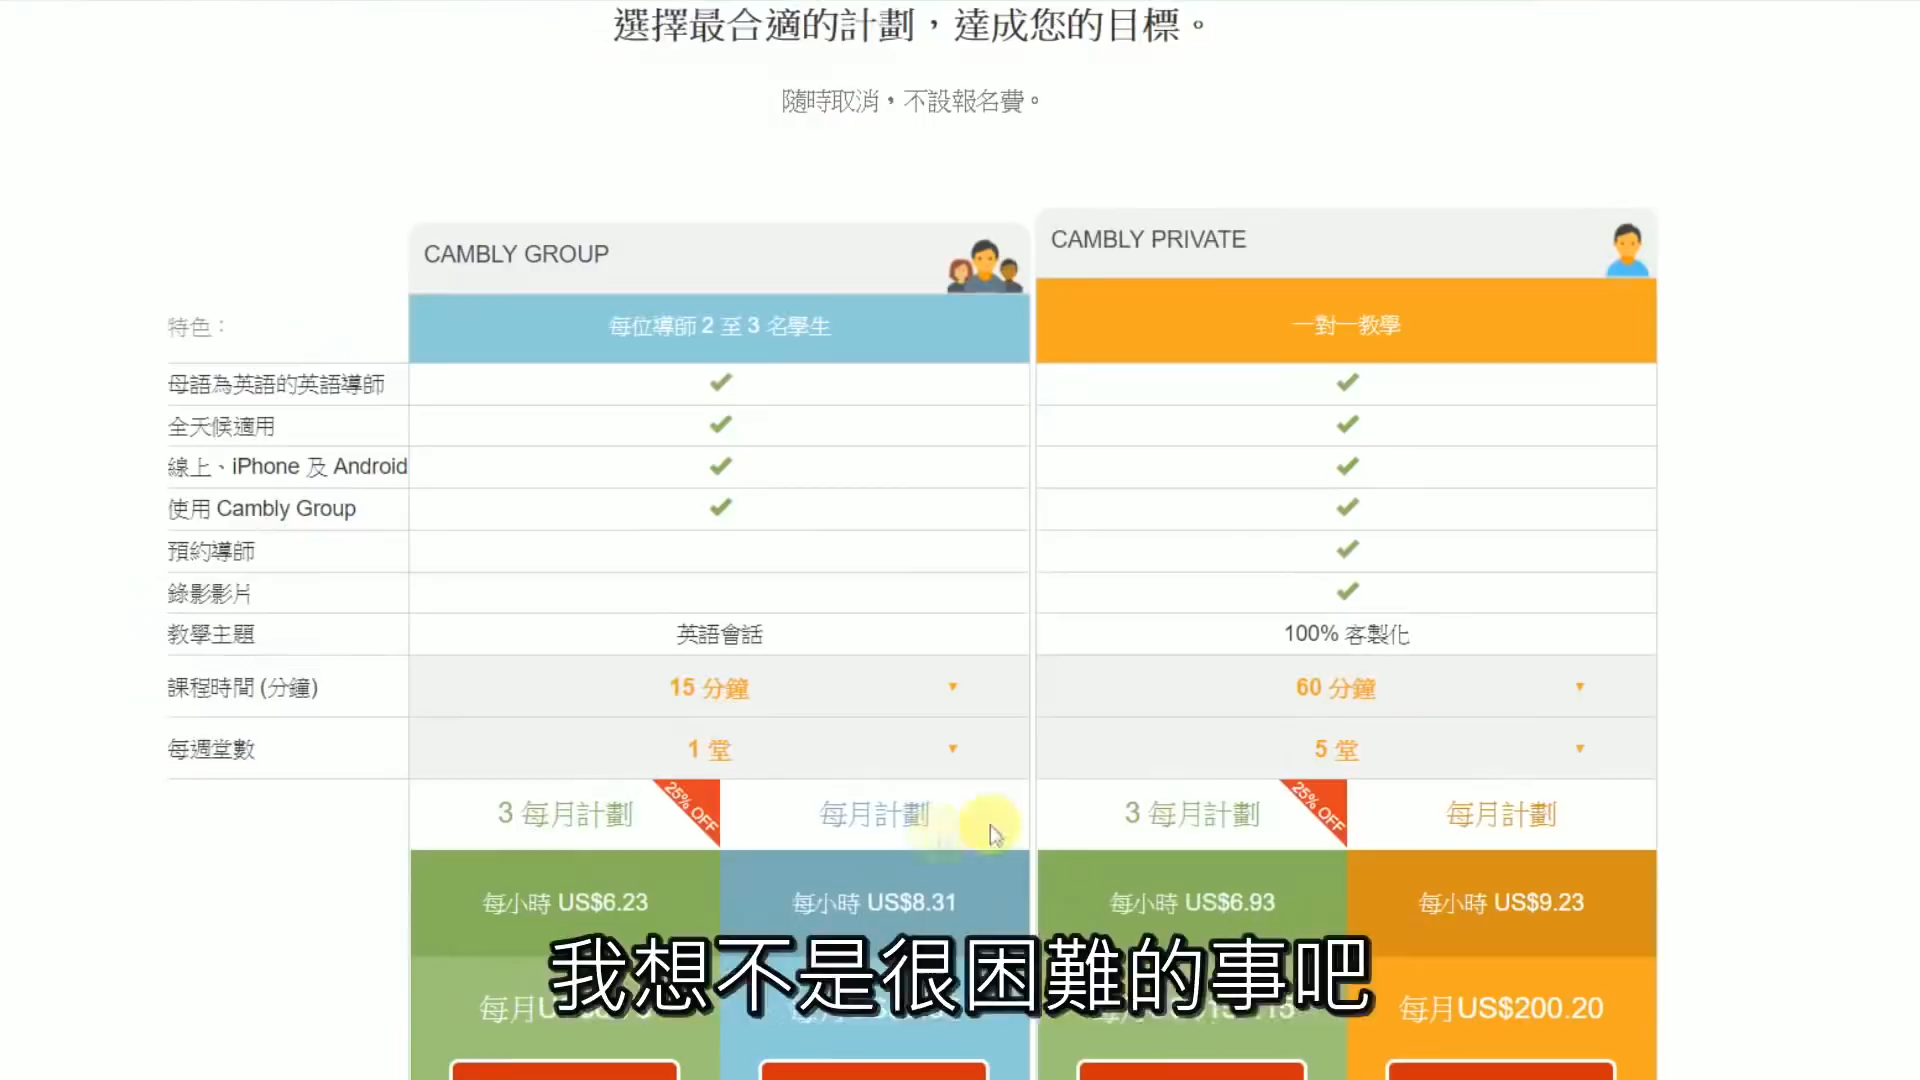 選擇最合適的計劃，達成您的目標。
隨時取消，不設報名費。
CAMBLY GROUP
CAMBLY PRIVATE
特色：
每位導師 2 至 3 名學生
一對一教學
母語為英語的英語導師
全天候適用
線上、iPhone 及 Android
使用 Cambly Group
預約導師
錄影影片
教學主題
英語會話
100% 客製化
課程時間 (分鐘)
15 分鐘
60 分鐘
每週堂數
1 堂
5 堂
3 每月計劃
25% OFF
每月計劃
3 每月計劃
25% OFF
每月計劃
每小時 US$6.23
每小時 US$8.31
每小時 US$6.93
每小時 US$9.23
我想不是很困難的事吧
每月US$200.20